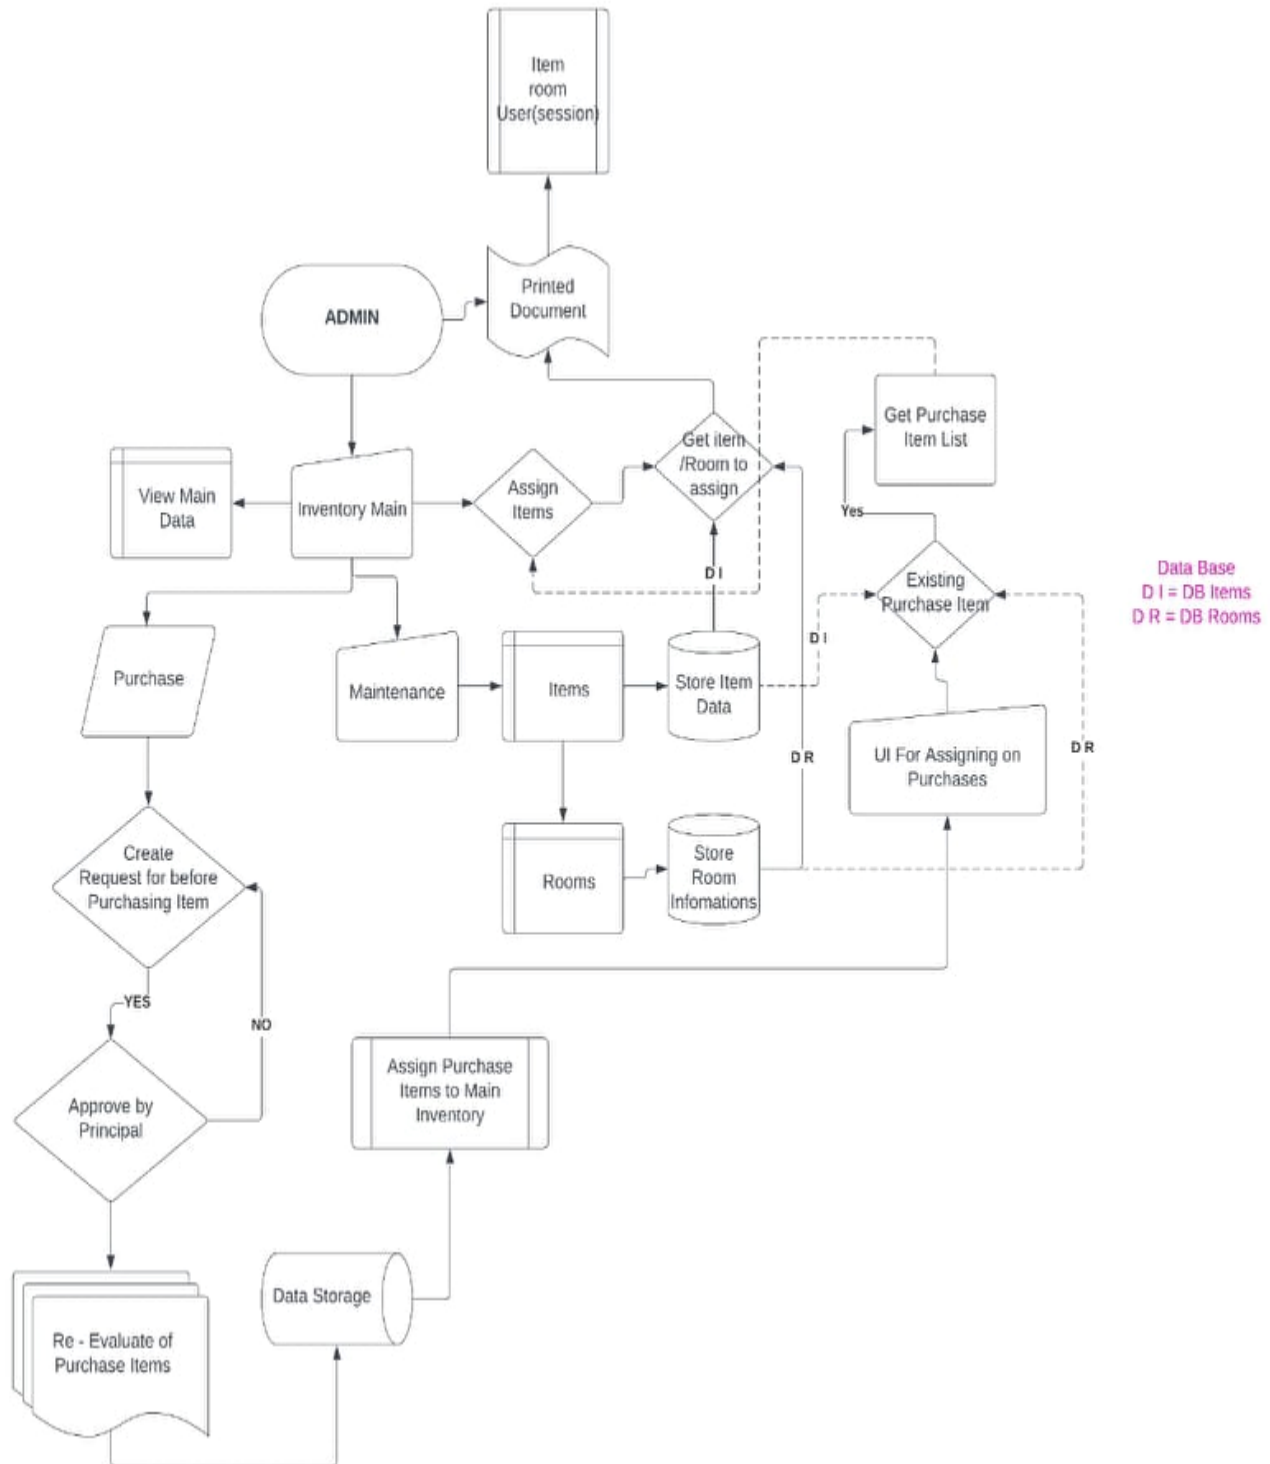 Item
room
User(session)
Printed
Document
ADMIN
Get Purchase
Item List
Get item
/Room to
assign
View Main
Data
Inventory Main
Assign
Items
Yes
Existing
Purchase Item
Data Base
D I = DB Items
D R = DB Rooms
D I
D I
Purchase
Maintenance
Items
Store Item
Data
D R
UI For Assigning on
Purchases
D R
Create
Request for before
Purchasing Item
Rooms
Store
Room
Infomations
YES
NO
Approve by
Principal
Assign Purchase
Items to Main
Inventory
Data Storage
Re - Evaluate of
Purchase Items